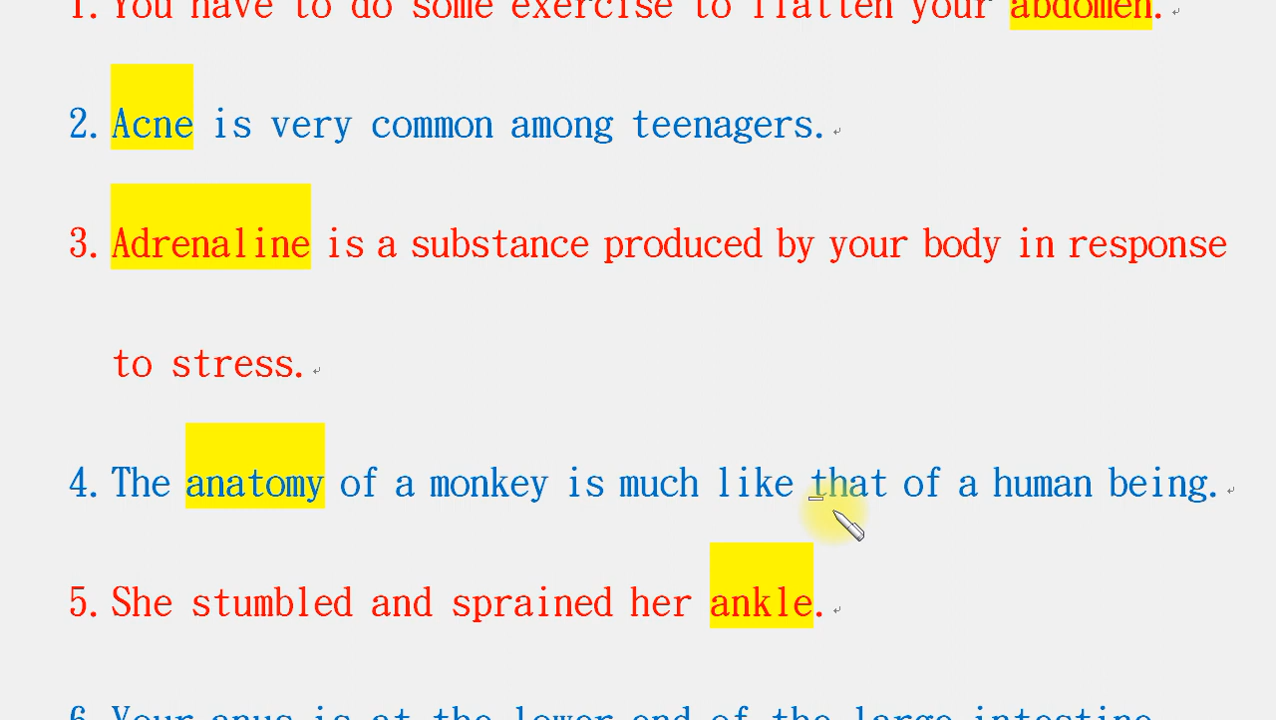 1. You have to do some exercise to flatten your abdomen.
2. Acne is very common among teenagers.
3. Adrenaline is a substance produced by your body in response
to stress.
4. The anatomy of a monkey is much like that of a human being.
5. She stumbled and sprained her ankle.
6. Your anus is at the lower end of the large intestine